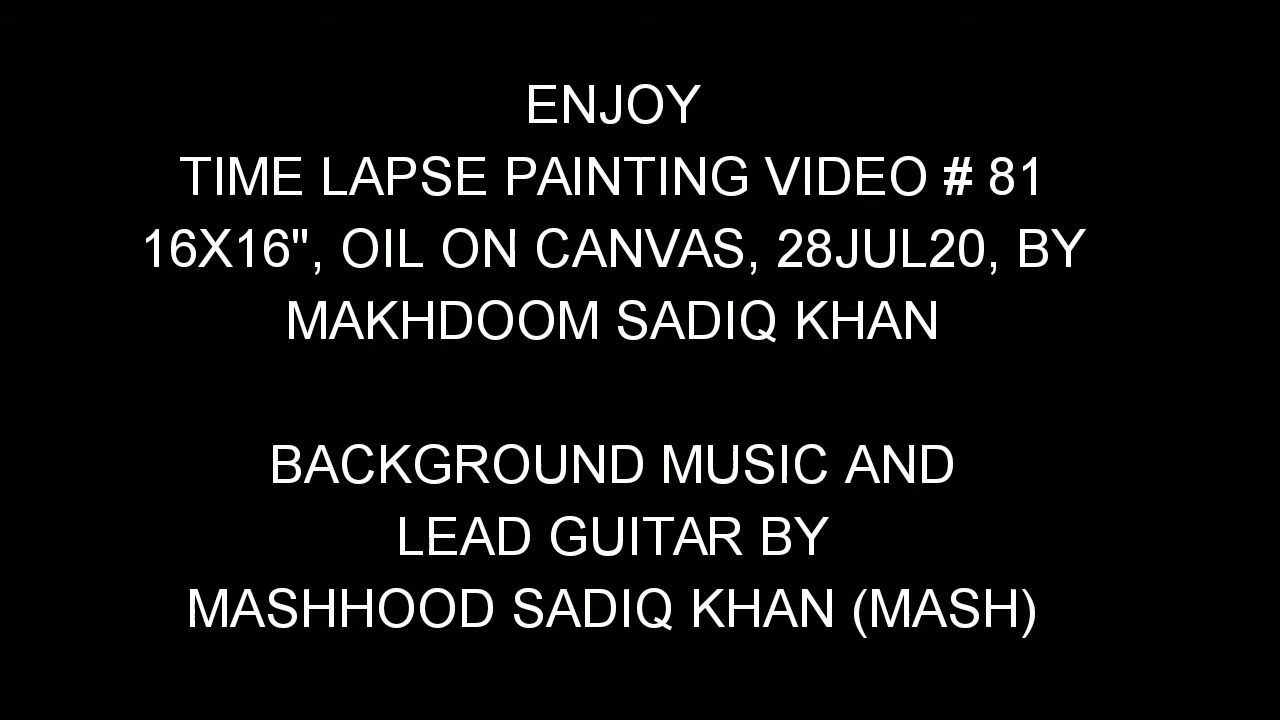 ENJOY
TIME LAPSE PAINTING VIDEO # 81
16X16", OIL ON CANVAS, 28JUL20, BY
MAKHDOOM SADIQ KHAN
BACKGROUND MUSIC AND
LEAD GUITAR BY
MASHHOOD SADIQ KHAN (MASH)